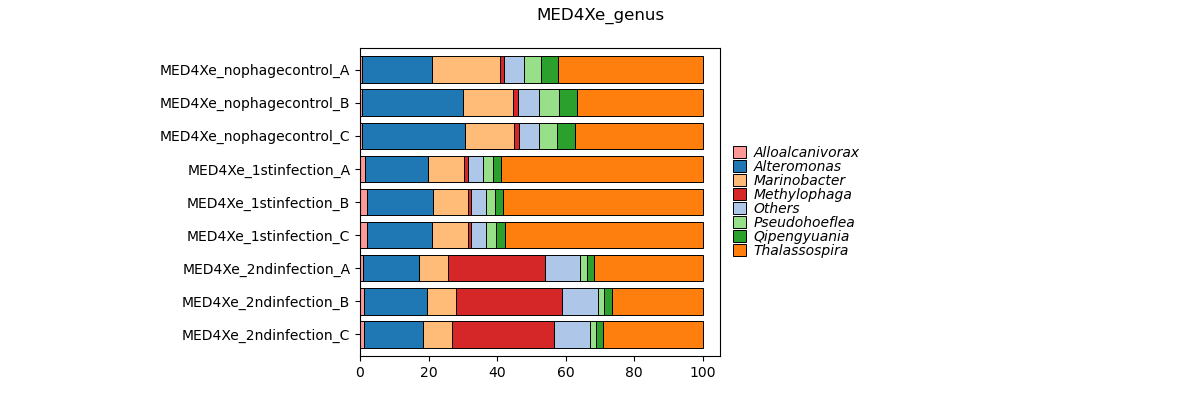 MED4Xe_genus
MED4Xe_nophagecontrol_A
MED4Xe_nophagecontrol_B
MED4Xe_nophagecontrol_C
MED4Xe_1stinfection_A
MED4Xe_1stinfection_B
MED4Xe_1stinfection_C
MED4Xe_2ndinfection_A
MED4Xe_2ndinfection_B
MED4Xe_2ndinfection_C
0 20 40 60 80 100
Alloalcanivorax
Alteromonas
Marinobacter
Methylophaga
Others
Pseudohoeflea
Qipengyuania
Thalassospira